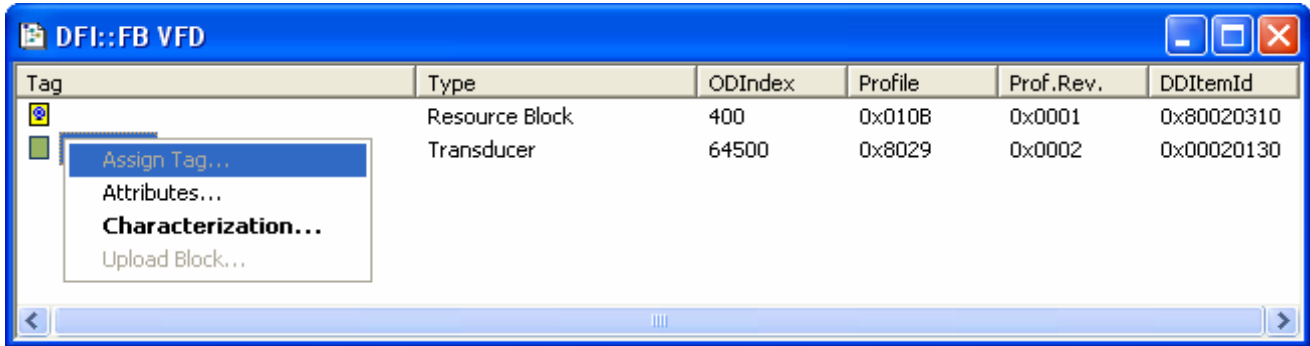 DFI::FB VFD
Tag Type ODIndex Profile Prof.Rev. DDItemId
Resource Block 400 0x010B 0x0001 0x80020310
Transducer 64500 0x8029 0x0002 0x00020130
Assign Tag...
Attributes...
Characterization...
Upload Block...